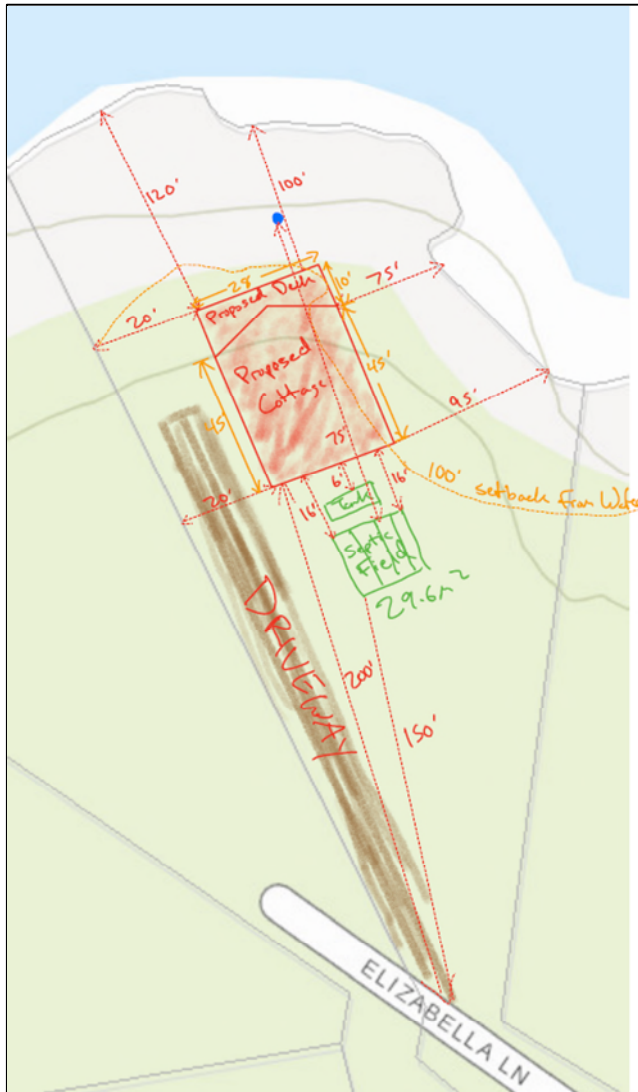 120'
100'
28'
10'
75'
Proposed Deck
20'
Proposed
Cottage
45'
45'
95'
75'
20'
16'
6'
16'
100' setback from Wate
Tank
Septic
Field
29.6m²
DRIVEWAY
200'
150'
ELIZABELLA LN